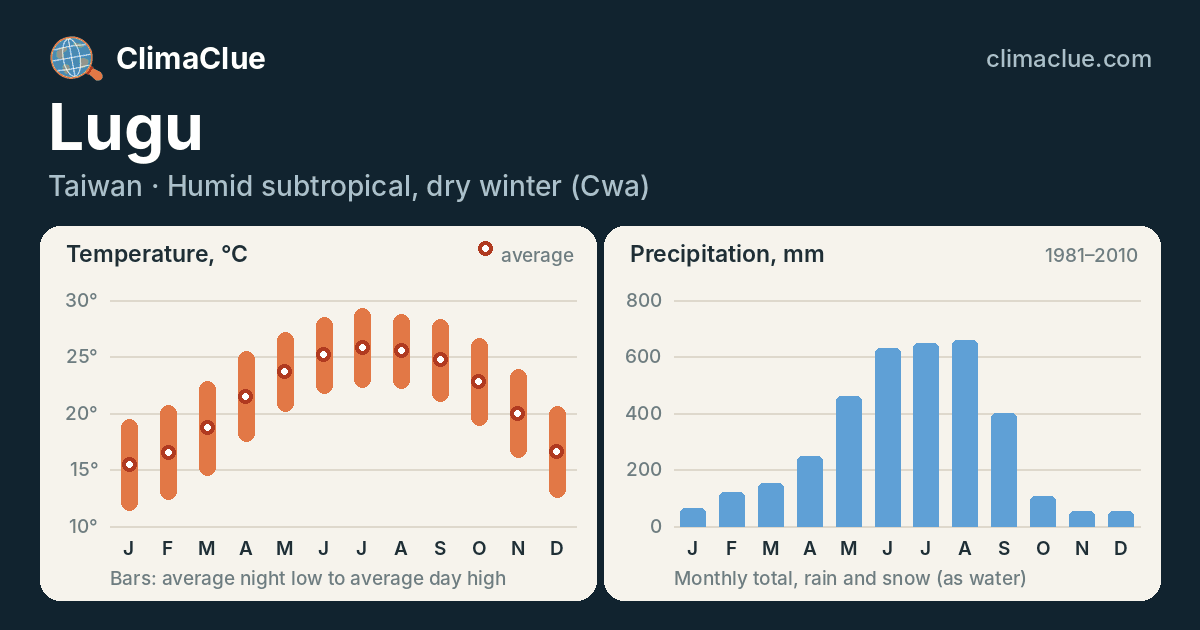 ClimaClue
climaclue.com
Lugu
Taiwan · Humid subtropical, dry winter (Cwa)
Temperature, °C
average
30°
25°
20°
15°
10°
J F M A M J J A S O N D
Bars: average night low to average day high
Precipitation, mm
1981–2010
800
600
400
200
0
J F M A M J J A S O N D
Monthly total, rain and snow (as water)